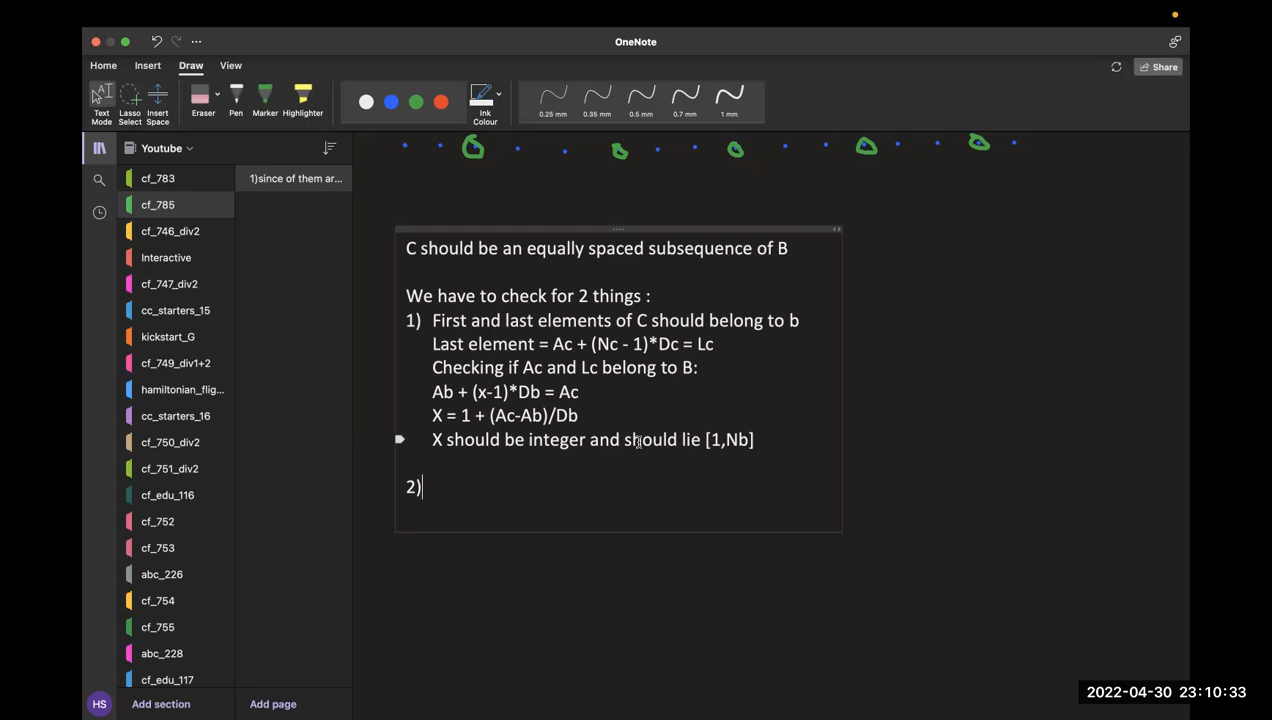 OneNote
Home
Insert
Draw
View
Share
Text Mode
Lasso Select
Insert Space
Eraser
Pen
Marker
Highlighter
Ink Colour
0.25 mm
0.35 mm
0.5 mm
0.7 mm
1 mm
Youtube
cf_783
cf_785
cf_746_div2
Interactive
cf_747_div2
cc_starters_15
kickstart_G
cf_749_div1+2
hamiltonian_flig...
cc_starters_16
cf_750_div2
cf_751_div2
cf_edu_116
cf_752
cf_753
abc_226
cf_754
cf_755
abc_228
cf_edu_117
HS
Add section
1)since of them ar...
Add page
C should be an equally spaced subsequence of B
We have to check for 2 things :
1) First and last elements of C should belong to b
Last element = Ac + (Nc - 1)*Dc = Lc
Checking if Ac and Lc belong to B:
Ab + (x-1)*Db = Ac
X = 1 + (Ac-Ab)/Db
X should be integer and should lie [1,Nb]
2)
2022-04-30 23:10:33